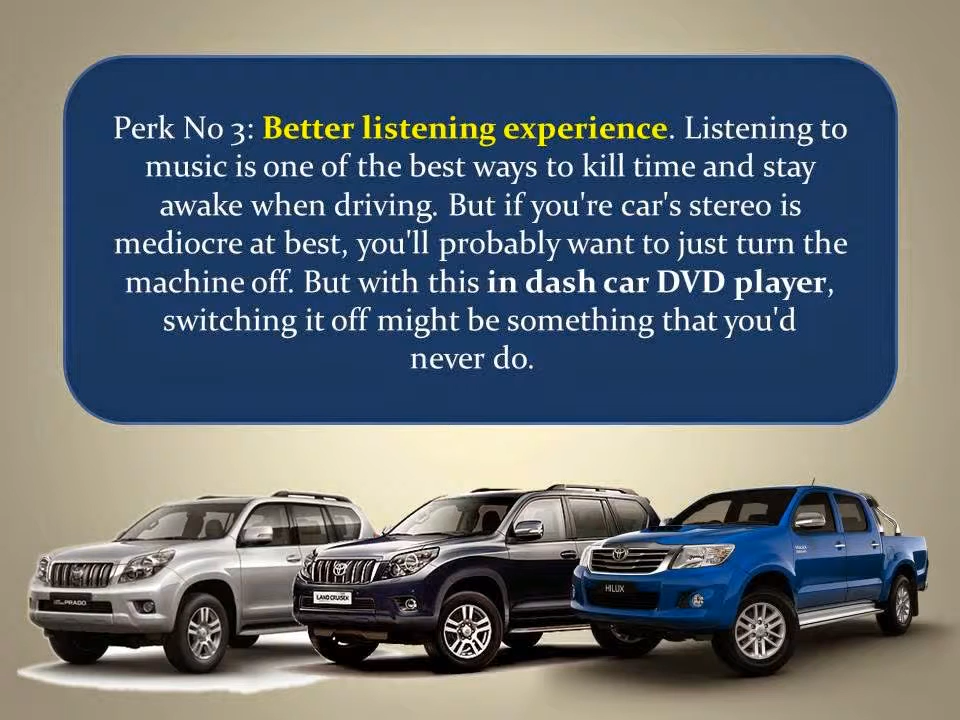 Perk No 3: Better listening experience. Listening to
music is one of the best ways to kill time and stay
awake when driving. But if you're car's stereo is
mediocre at best, you'll probably want to just turn the
machine off. But with this in dash car DVD player,
switching it off might be something that you'd
never do.
PRADO
LAND CRUISER
HILUX